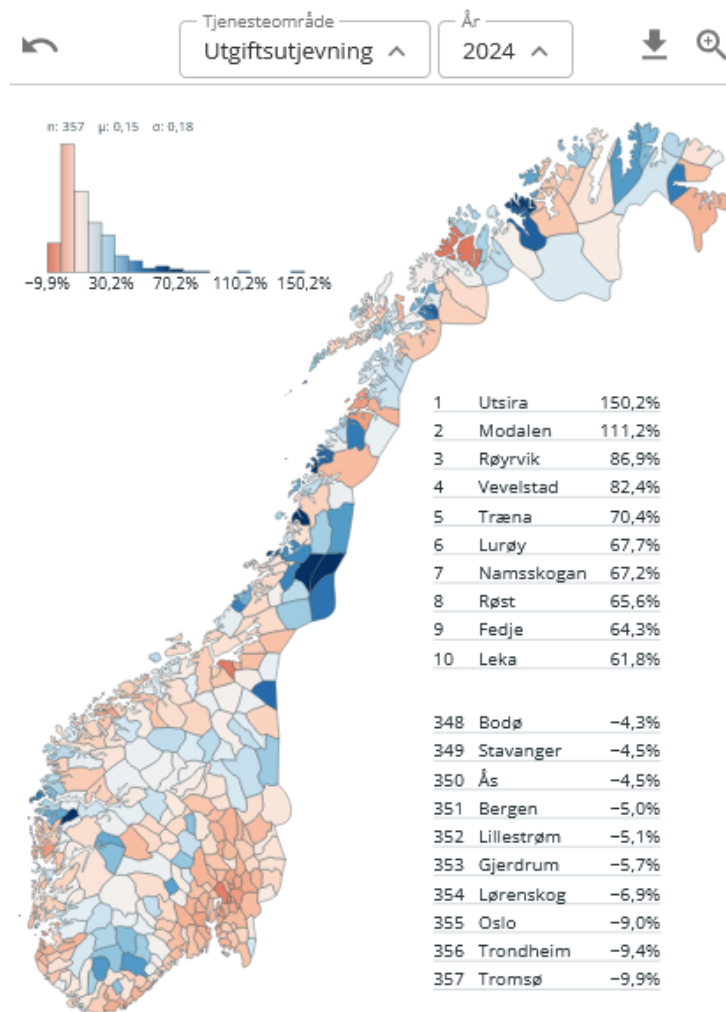 Tjenesteområde
Utgiftsutjevning
År
2024
n: 357 μ: 0,15 σ: 0,18
−9,9% 30,2% 70,2% 110,2% 150,2%
1 Utsira 150,2%
2 Modalen 111,2%
3 Røyrvik 86,9%
4 Vevelstad 82,4%
5 Træna 70,4%
6 Lurøy 67,7%
7 Namsskogan 67,2%
8 Røst 65,6%
9 Fedje 64,3%
10 Leka 61,8%
348 Bodø −4,3%
349 Stavanger −4,5%
350 Ås −4,5%
351 Bergen −5,0%
352 Lillestrøm −5,1%
353 Gjerdrum −5,7%
354 Lørenskog −6,9%
355 Oslo −9,0%
356 Trondheim −9,4%
357 Tromsø −9,9%